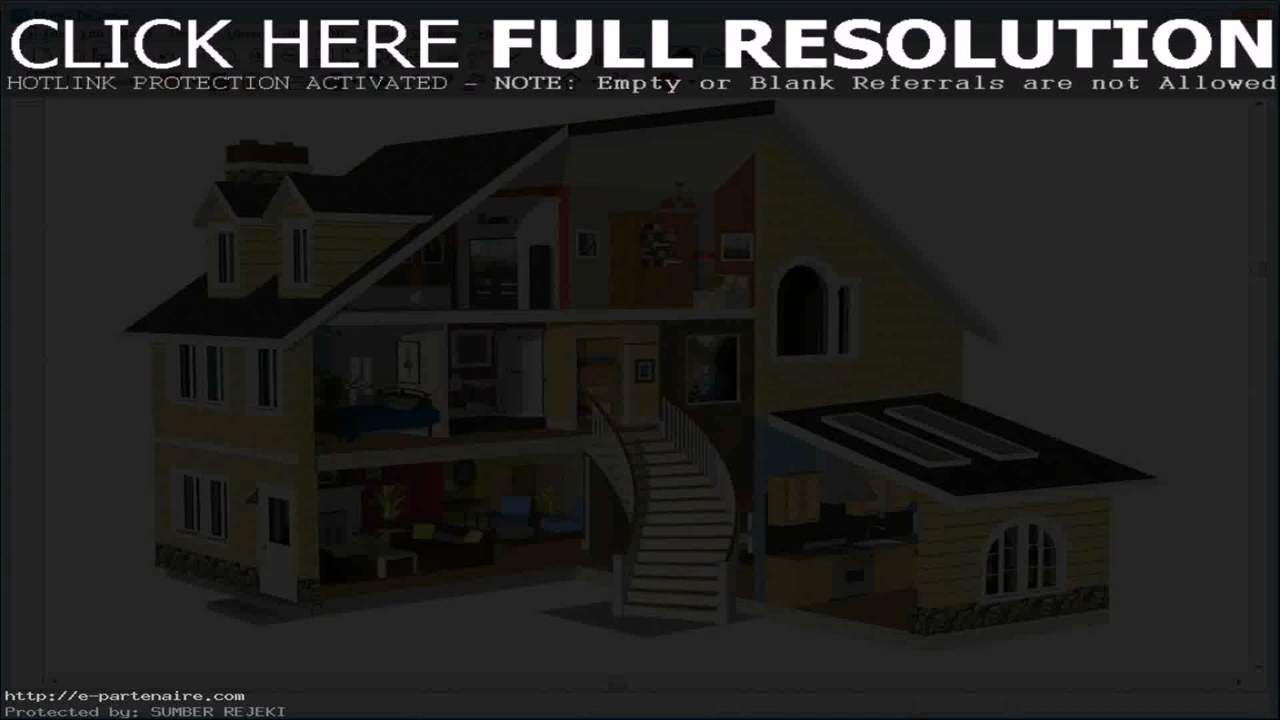 CLICK HERE FULL RESOLUTION
HOTLINK PROTECTION ACTIVATED – NOTE: Empty or Blank Referrals are not Allowed
http://e-partenaire.com
Protected by: SUMBER REJEKI